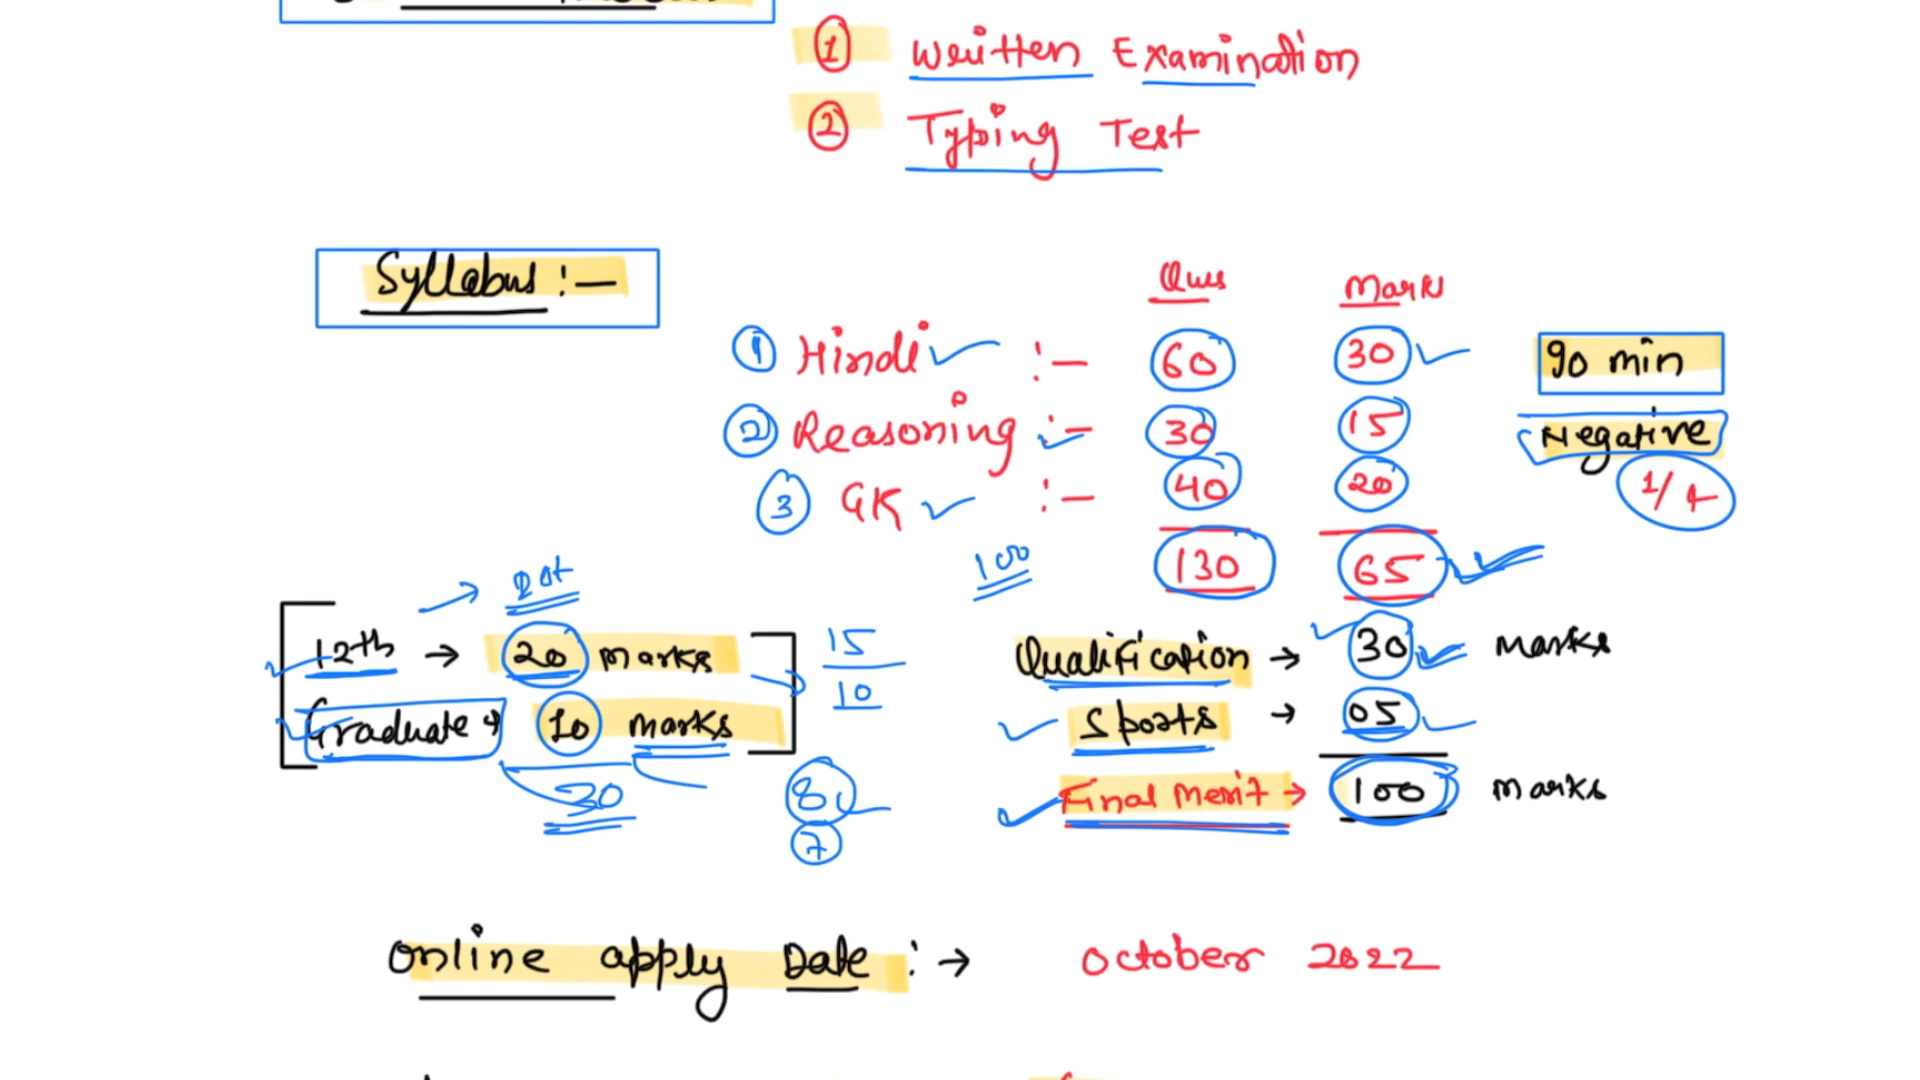 ① Written Examination
② Typing Test
Syllabus :-
Ques Marks
① Hindi :- 60 30
90 min
② Reasoning :- 30 15
Negative
1/4
③ GK :- 40 20
100 130 65
12th → 20 marks
15
10
Qualification → 30 marks
Graduate → 10 marks
Sports → 05
30
8
7
Final Merit → 100 marks
Online apply Date :→ October 2022